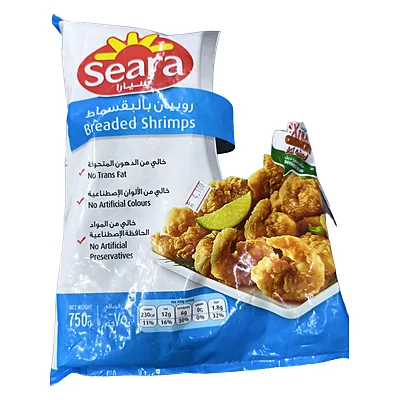 Seara
سيارا
روبيان بالبقسماط
Breaded Shrimps
خالي من الدهون المتحولة
No Trans Fat
خالي من الألوان الإصطناعية
No Artificial Colours
خالي من المواد
الحافظة الإصطناعية
No Artificial
Preservatives
NET WEIGHT
750g
230Cal 12g 6g 0g 1.8g
11% 16% 30% 0% 32%